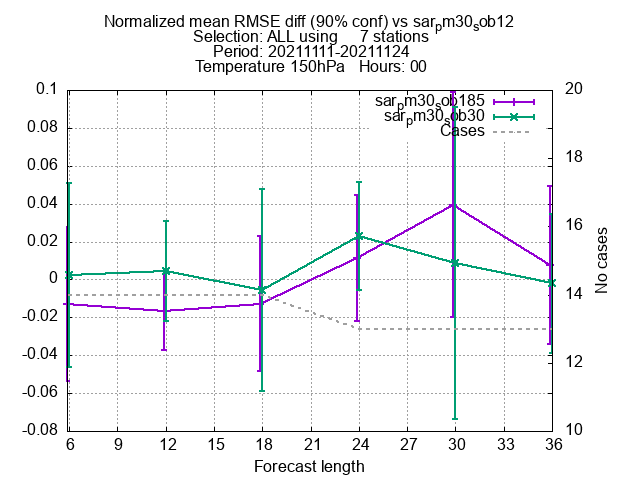 Normalized mean RMSE diff (90% conf) vs sarpm30sob12
Selection: ALL using 7 stations
Period: 20211111-20211124
Temperature 150hPa Hours: 00
sarpm30sob185
sarpm30sob30
Cases
0.1
0.08
0.06
0.04
0.02
0
-0.02
-0.04
-0.06
-0.08
20
18
16
14
12
10
No cases
6 9 12 15 18 21 24 27 30 33 36
Forecast length